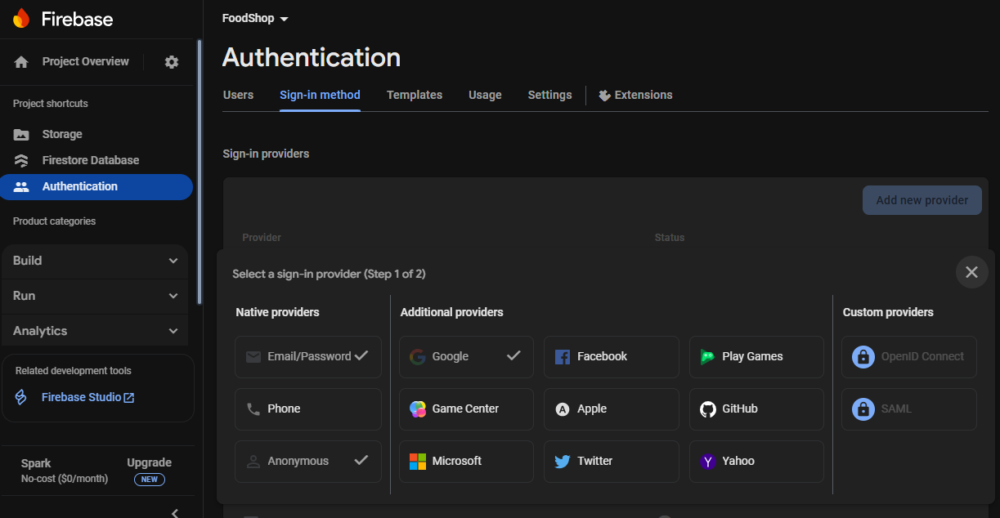 Firebase
Project Overview
Project shortcuts
Storage
Firestore Database
Authentication
Product categories
Build
Run
Analytics
Related development tools
Firebase Studio
Spark
No-cost ($0/month)
Upgrade
NEW
FoodShop
Authentication
Users
Sign-in method
Templates
Usage
Settings
Extensions
Sign-in providers
Add new provider
Provider
Status
Select a sign-in provider (Step 1 of 2)
Native providers
Email/Password
Phone
Anonymous
Additional providers
Google
Facebook
Play Games
Game Center
Apple
GitHub
Microsoft
Twitter
Yahoo
Custom providers
OpenID Connect
SAML